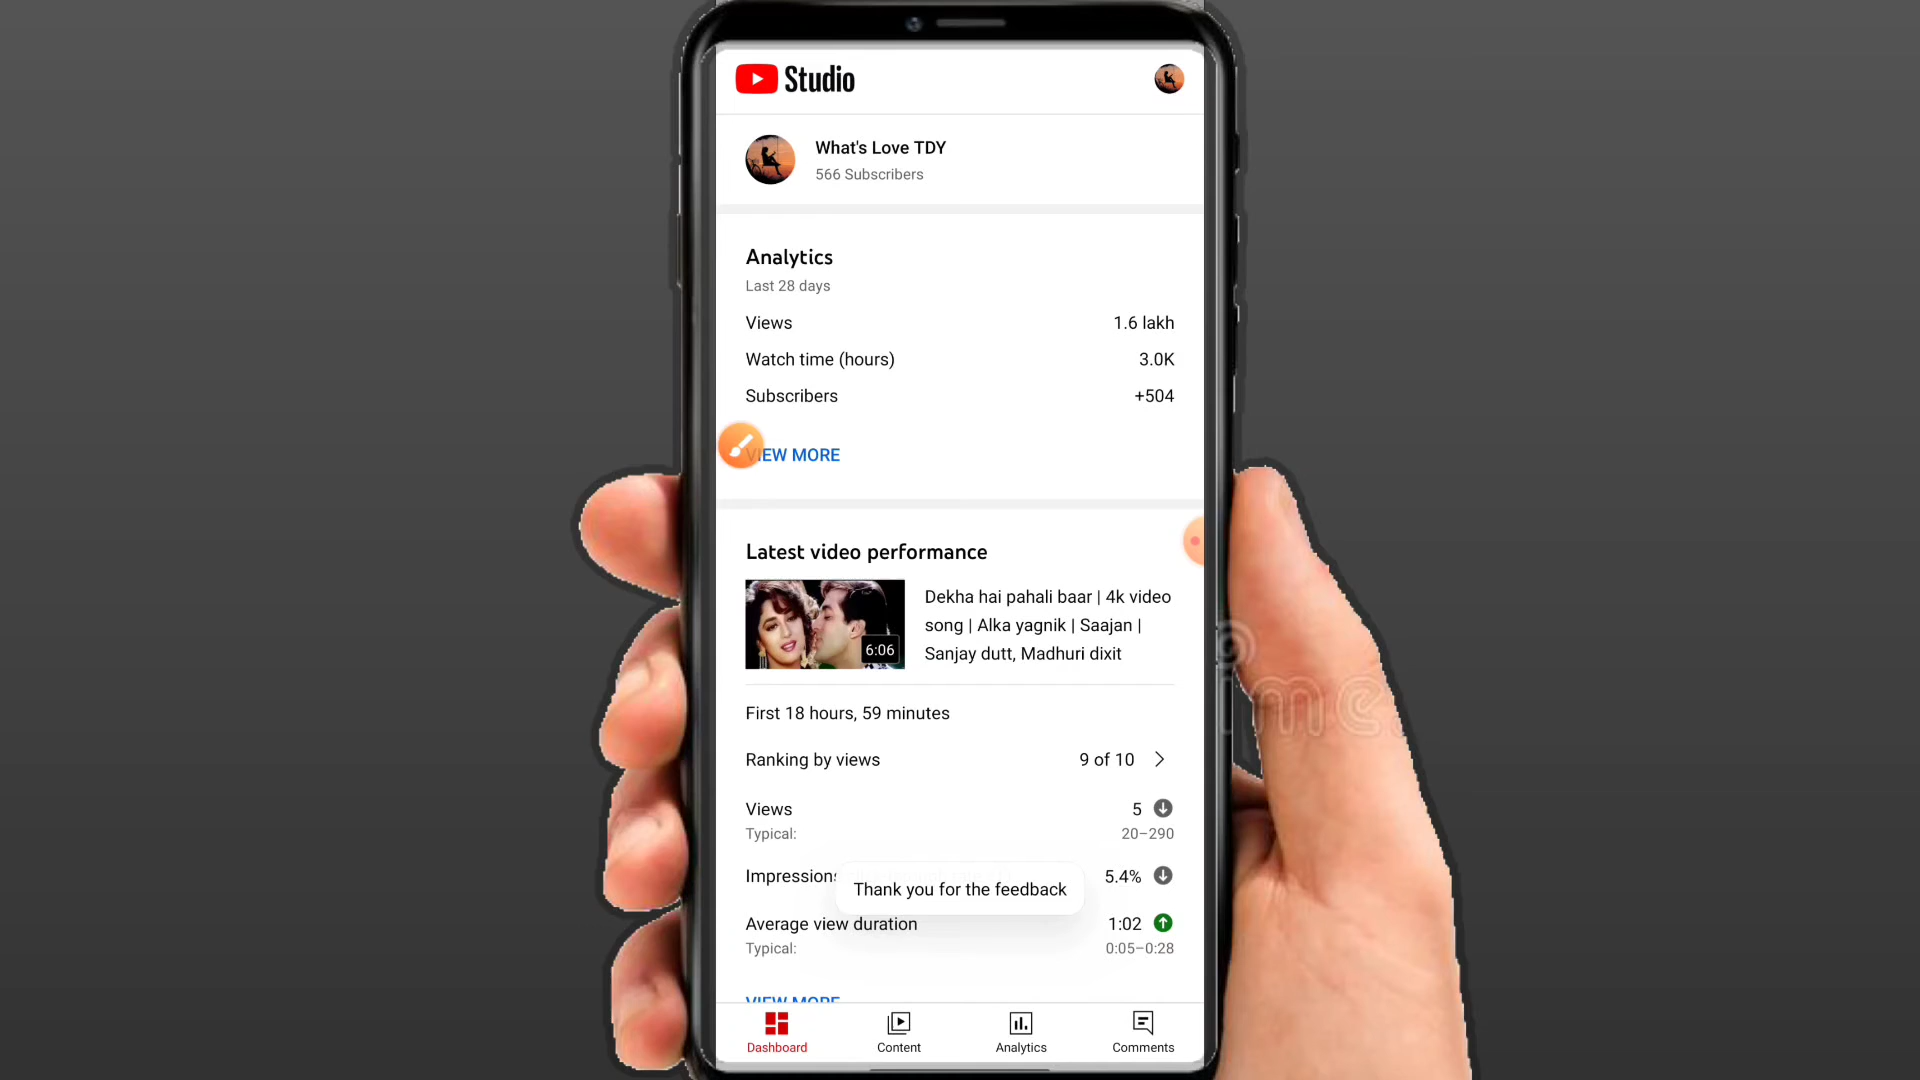 Studio
What's Love TDY
566 Subscribers
Analytics
Last 28 days
Views 1.6 lakh
Watch time (hours) 3.0K
Subscribers +504
VIEW MORE
Latest video performance
6:06
Dekha hai pahali baar | 4k video
song | Alka yagnik | Saajan |
Sanjay dutt, Madhuri dixit
First 18 hours, 59 minutes
Ranking by views 9 of 10
Views 5
Typical: 20–290
Impressions 5.4%
Thank you for the feedback
Average view duration 1:02
Typical: 0:05–0:28
VIEW MORE
Dashboard Content Analytics Comments